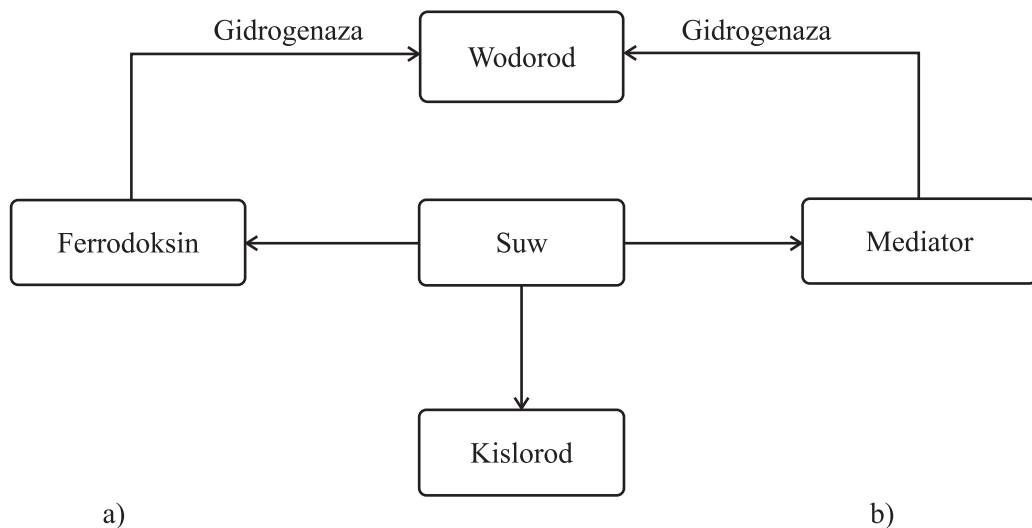 Gidrogenaza
Gidrogenaza
Wodorod
Ferrodoksin
Suw
Mediator
Kislorod
a)
b)